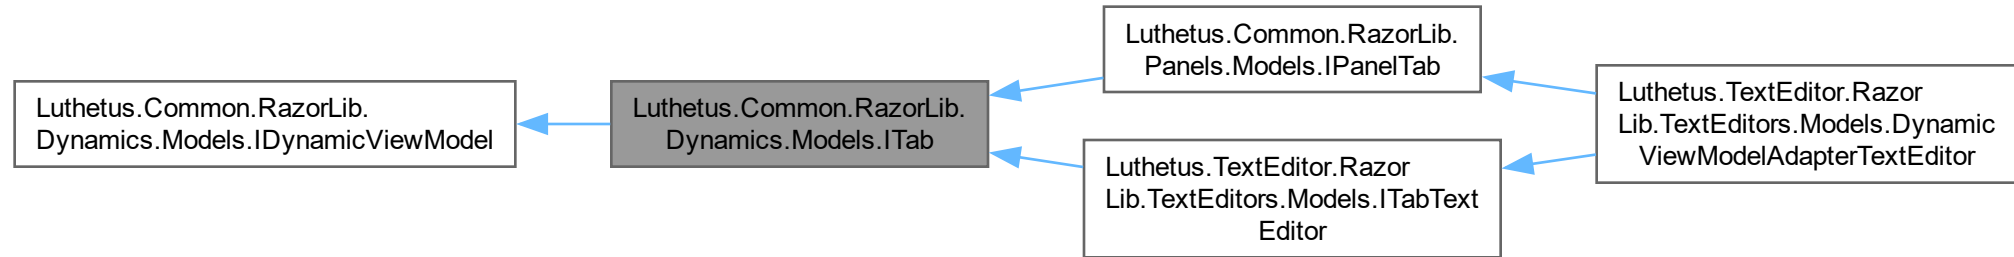 Luthetus.Common.RazorLib.
Dynamics.Models.IDynamicViewModel
Luthetus.Common.RazorLib.
Dynamics.Models.ITab
Luthetus.Common.RazorLib.
Panels.Models.IPanelTab
Luthetus.TextEditor.Razor
Lib.TextEditors.Models.ITabText
Editor
Luthetus.TextEditor.Razor
Lib.TextEditors.Models.Dynamic
ViewModelAdapterTextEditor